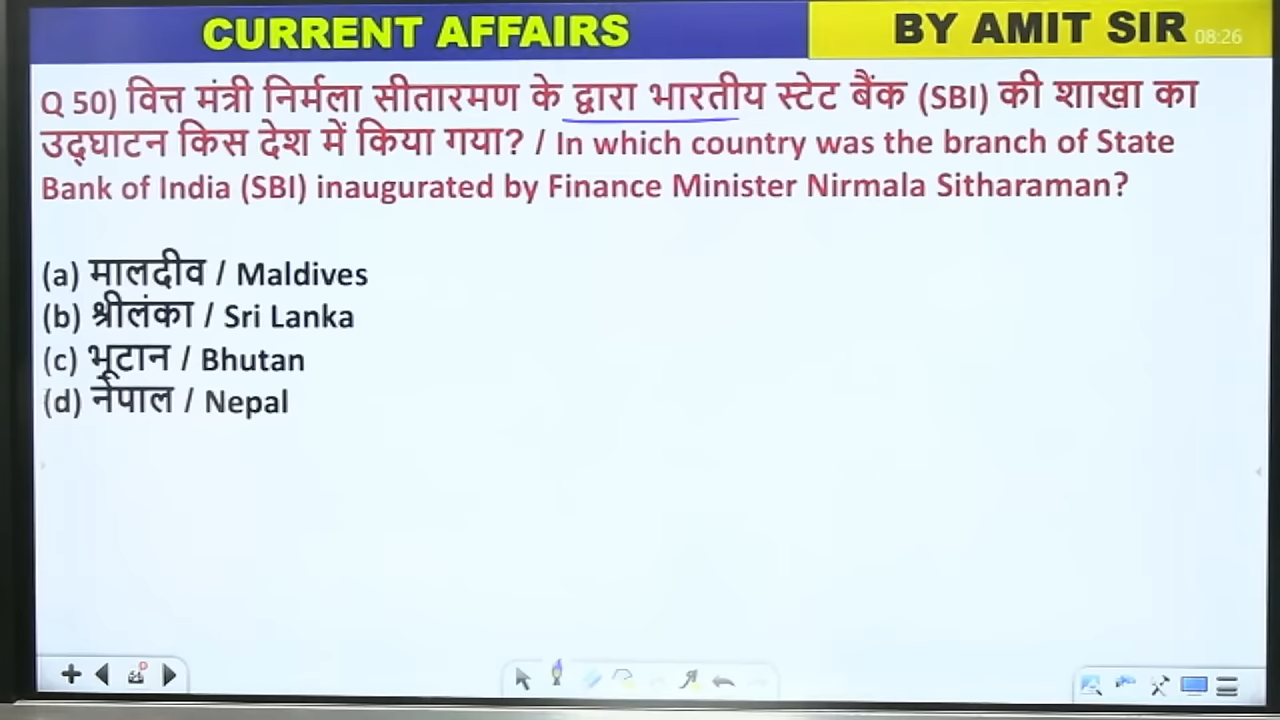 CURRENT AFFAIRS
BY AMIT SIR
08:26
Q 50) वित्त मंत्री निर्मला सीतारमण के द्वारा भारतीय स्टेट बैंक (SBI) की शाखा का
उद्घाटन किस देश में किया गया? / In which country was the branch of State
Bank of India (SBI) inaugurated by Finance Minister Nirmala Sitharaman?
(a) मालदीव / Maldives
(b) श्रीलंका / Sri Lanka
(c) भूटान / Bhutan
(d) नेपाल / Nepal